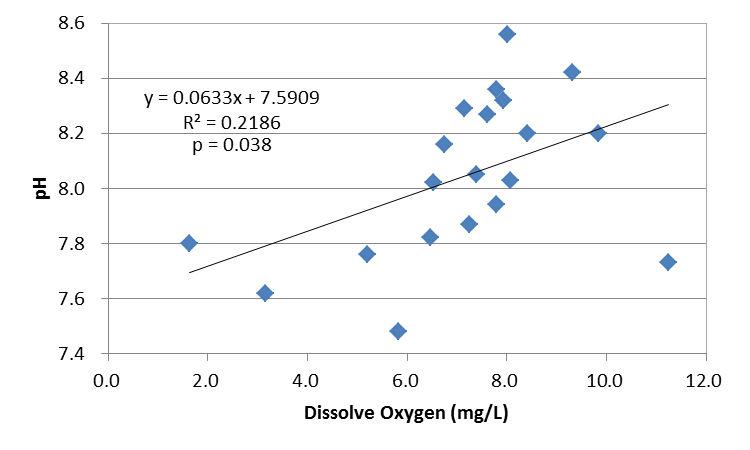 8.6
8.4
8.2
8.0
7.8
7.6
7.4
y = 0.0633x + 7.5909
R² = 0.2186
p = 0.038
pH
0.0 2.0 4.0 6.0 8.0 10.0 12.0
Dissolve Oxygen (mg/L)